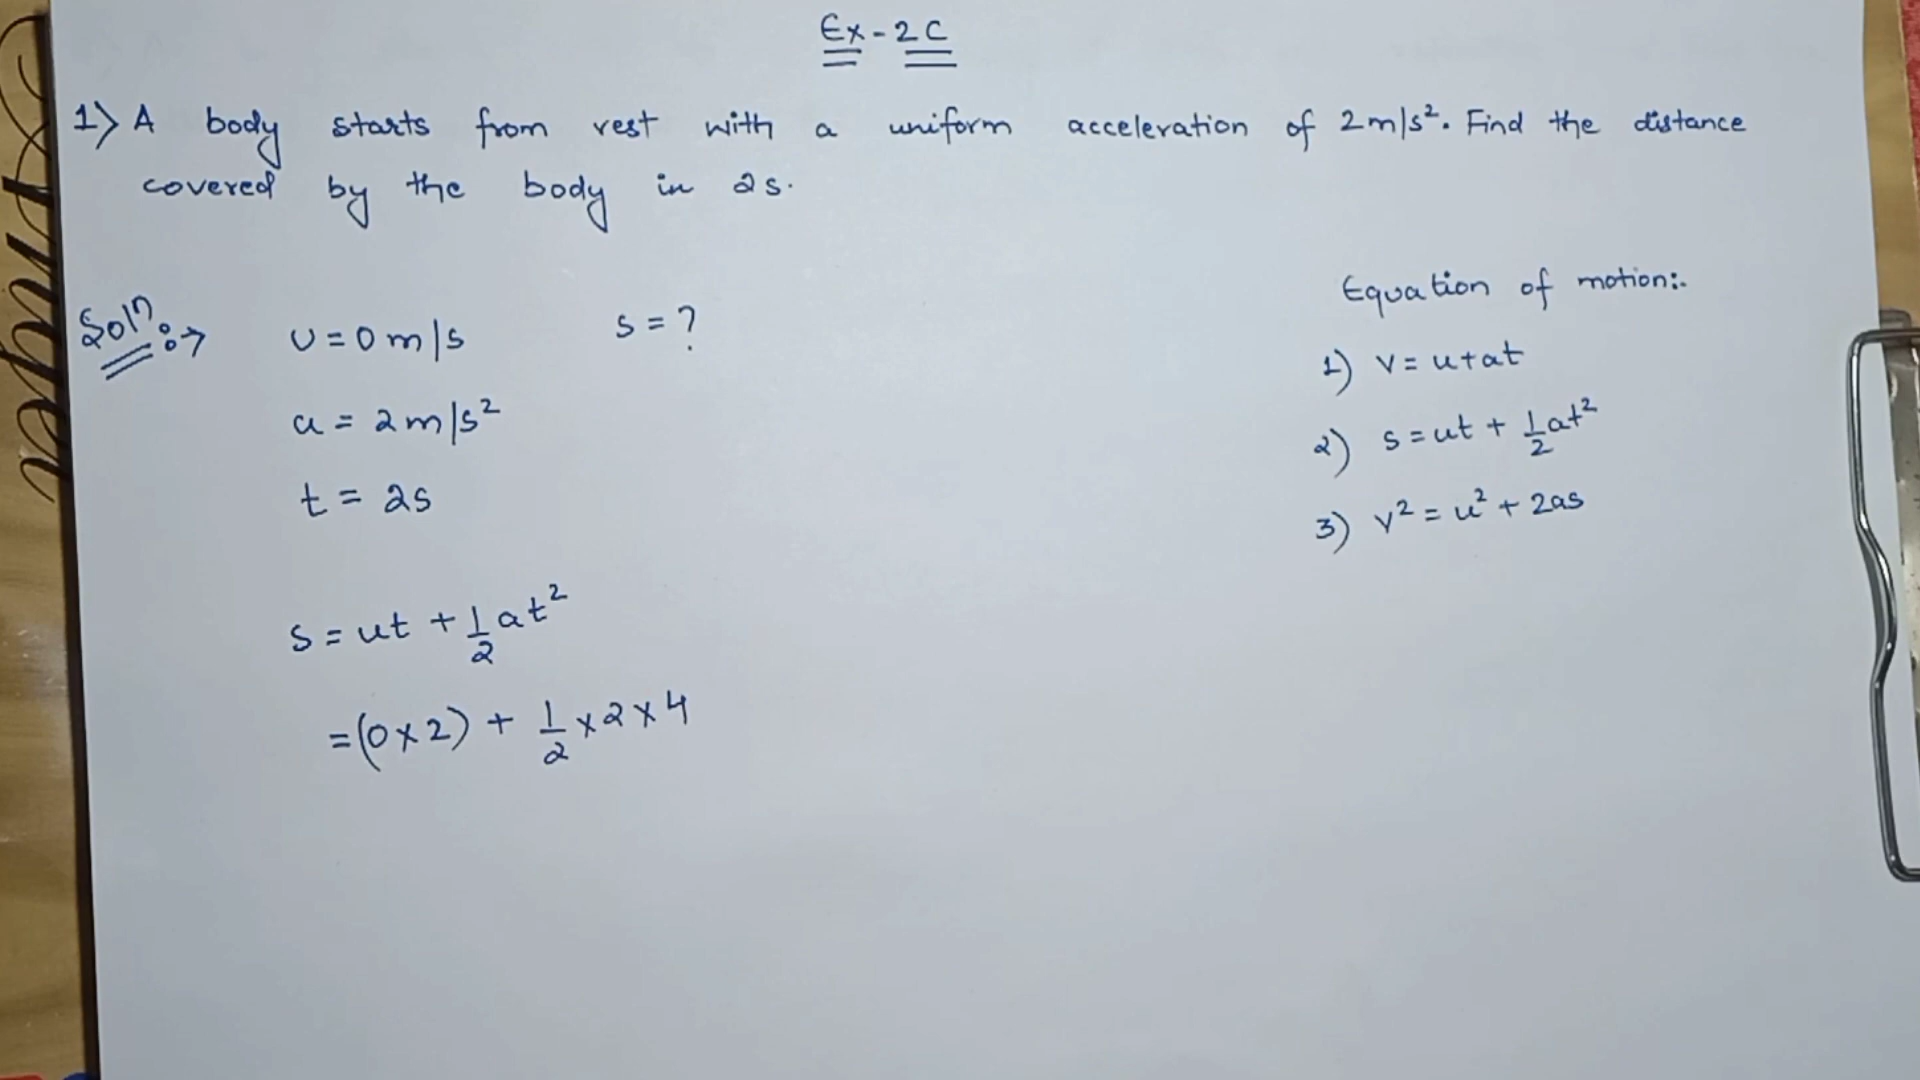 Ex - 2C
1) A body starts from rest with a uniform acceleration of 2m/s². Find the distance
covered by the body in 2s.
Solⁿ:→
u = 0 m/s
s = ?
a = 2 m/s²
t = 2s
s = ut + 1/2 at²
= (0 x 2) + 1/2 x 2 x 4
Equation of motion:.
1) v = u + at
2) s = ut + 1/2 at²
3) v² = u² + 2as